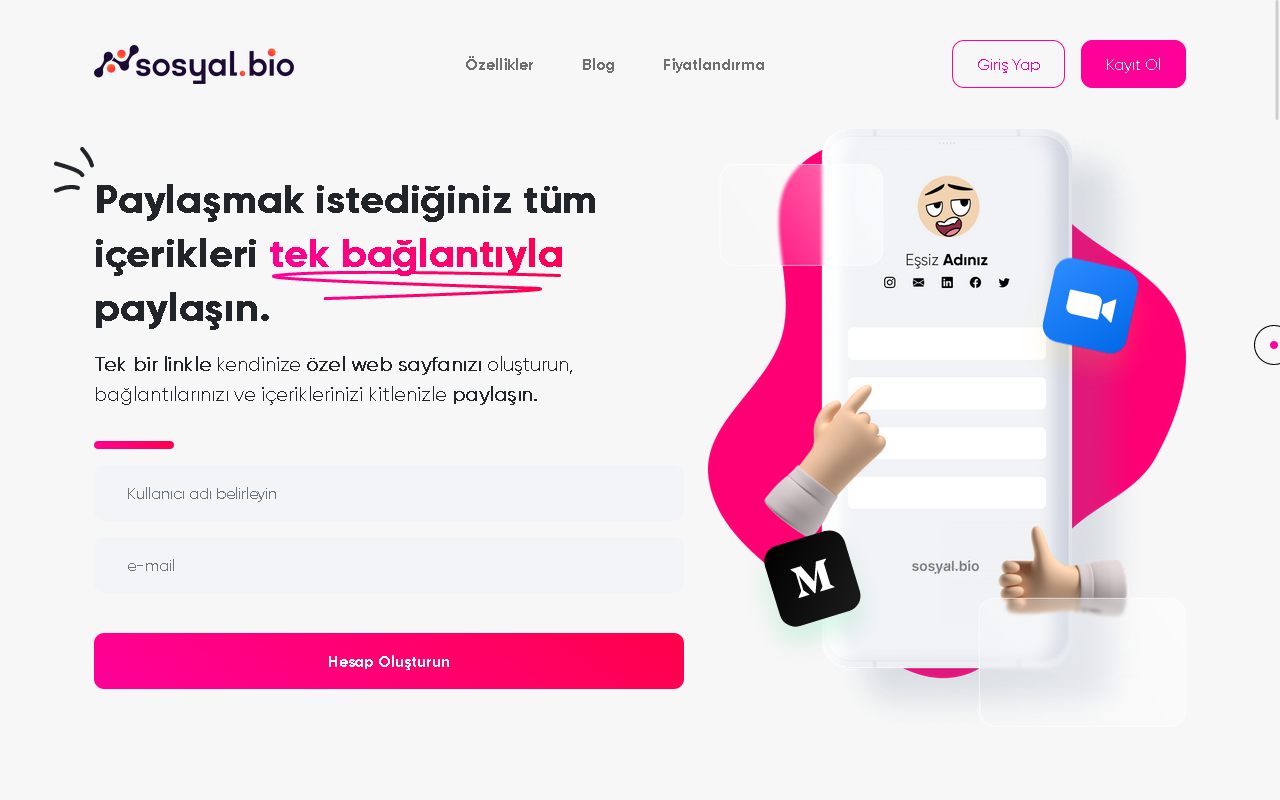 sosyal.bio
Özellikler
Blog
Fiyatlandırma
Giriş Yap
Kayıt Ol
Paylaşmak istediğiniz tüm
içerikleri tek bağlantıyla
paylaşın.
Tek bir linkle kendinize özel web sayfanızı oluşturun,
bağlantılarınızı ve içeriklerinizi kitlenizle paylaşın.
Kullanıcı adı belirleyin
e-mail
Hesap Oluşturun
Eşsiz Adınız
M
sosyal.bio